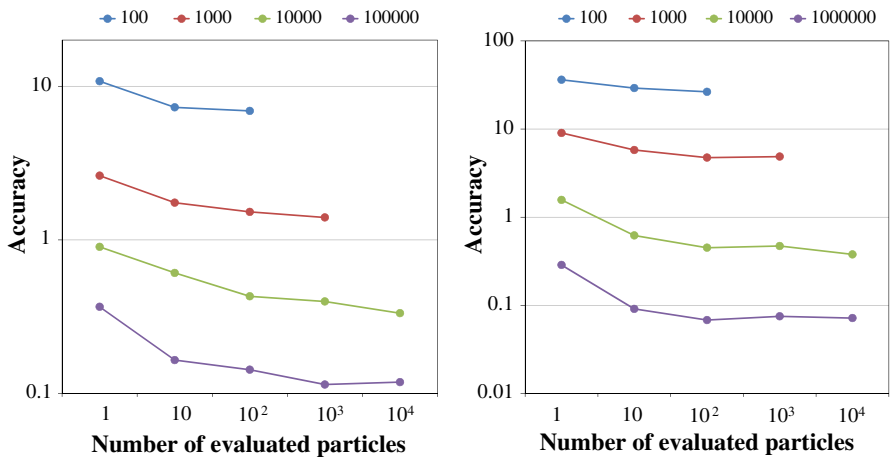 100 1000 10000 100000
Accuracy
10
1
0.1
1 10 10² 10³ 10⁴
Number of evaluated particles
100 1000 10000 1000000
Accuracy
100
10
1
0.1
0.01
1 10 10² 10³ 10⁴
Number of evaluated particles